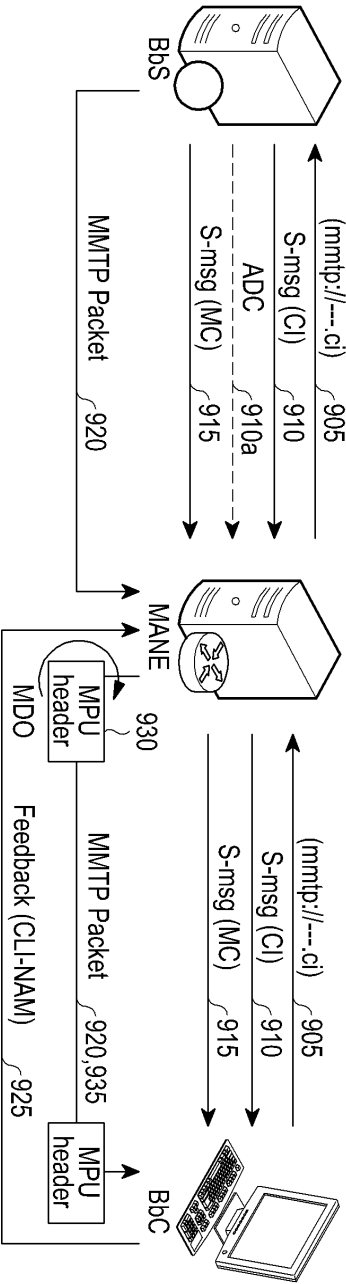 (mmtp://---.ci)
905
S-msg (CI)
910
ADC
910a
S-msg (MC)
915
BbS
MMTP Packet
920
(mmtp://---.ci)
905
S-msg (CI)
910
S-msg (MC)
915
MANE
MPU
header
930
MDO
MMTP Packet
920,935
MPU
header
BbC
Feedback (CLI-NAM)
925